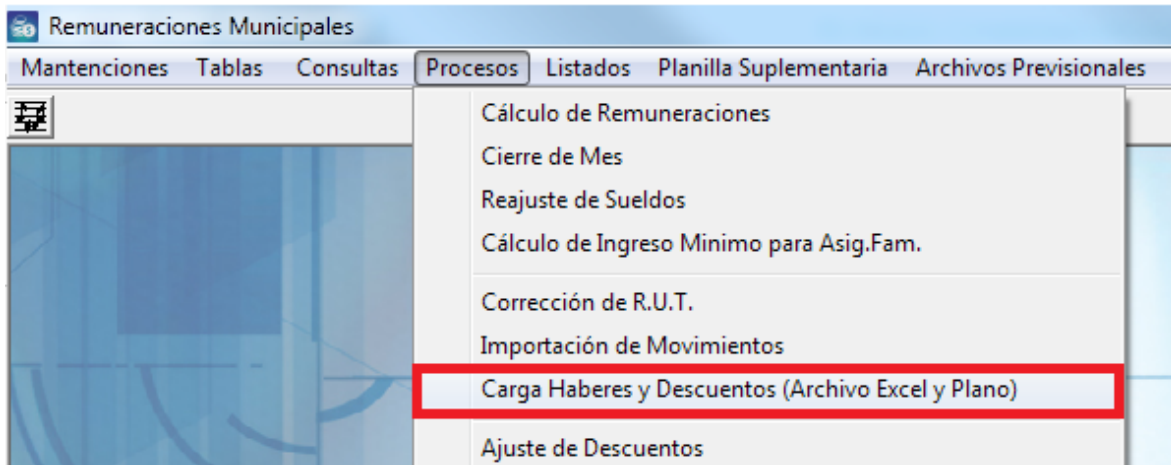 Remuneraciones Municipales
Mantenciones Tablas Consultas Procesos Listados Planilla Suplementaria Archivos Previsionales
Cálculo de Remuneraciones
Cierre de Mes
Reajuste de Sueldos
Cálculo de Ingreso Minimo para Asig.Fam.
Corrección de R.U.T.
Importación de Movimientos
Carga Haberes y Descuentos (Archivo Excel y Plano)
Ajuste de Descuentos